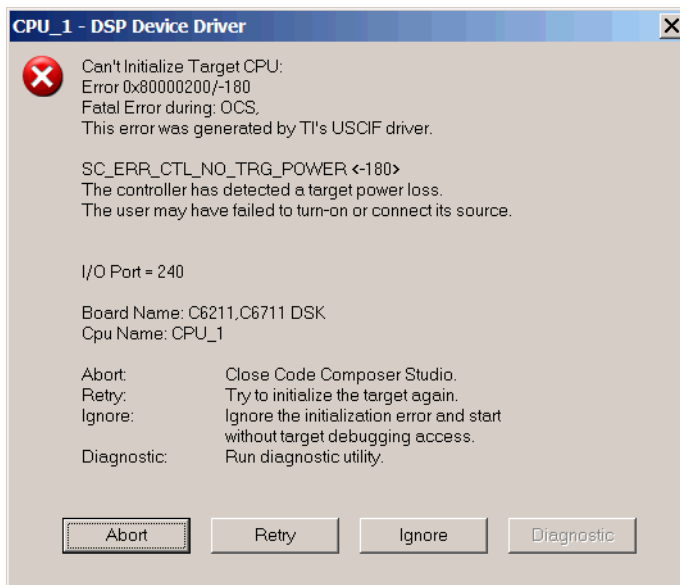 CPU_1 - DSP Device Driver
Can't Initialize Target CPU:
Error 0x80000200/-180
Fatal Error during: OCS,
This error was generated by TI's USCIF driver.
SC_ERR_CTL_NO_TRG_POWER <-180>
The controller has detected a target power loss.
The user may have failed to turn-on or connect its source.
I/O Port = 240
Board Name: C6211,C6711 DSK
Cpu Name: CPU_1
Abort: Close Code Composer Studio.
Retry: Try to initialize the target again.
Ignore: Ignore the initialization error and start
without target debugging access.
Diagnostic: Run diagnostic utility.
Abort Retry Ignore Diagnostic